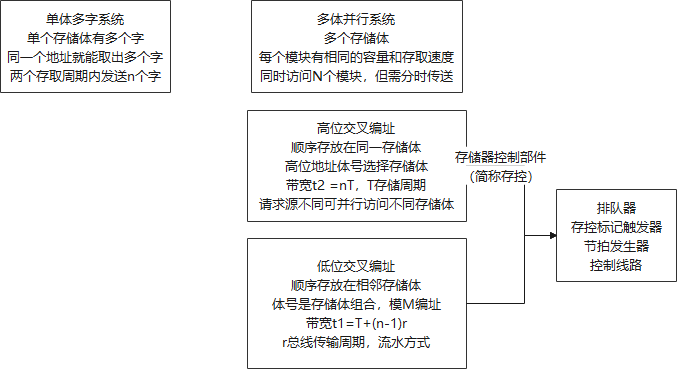 单体多字系统
单个存储体有多个字
同一个地址就能取出多个字
两个存取周期内发送n个字
多体并行系统
多个存储体
每个模块有相同的容量和存取速度
同时访问N个模块，但需分时传送
高位交叉编址
顺序存放在同一存储体
高位地址体号选择存储体
带宽t2 =nT，T存储周期
请求源不同可并行访问不同存储体
存储器控制部件
（简称存控）
排队器
存控标记触发器
节拍发生器
控制线路
低位交叉编址
顺序存放在相邻存储体
体号是存储体组合，模M编址
带宽t1=T+(n-1)r
r总线传输周期，流水方式